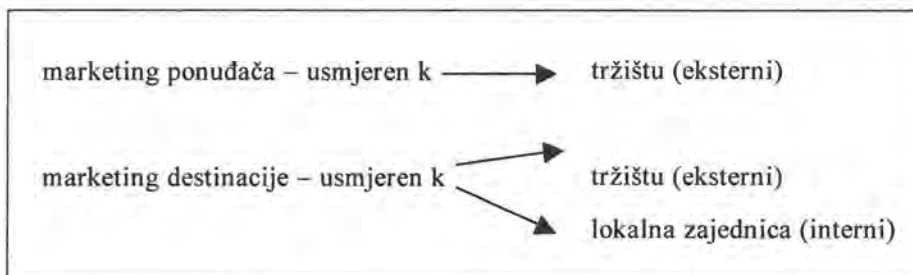 marketing ponuđača – usmjeren k tržištu (eksterni)
marketing destinacije – usmjeren k tržištu (eksterni)
lokalna zajednica (interni)